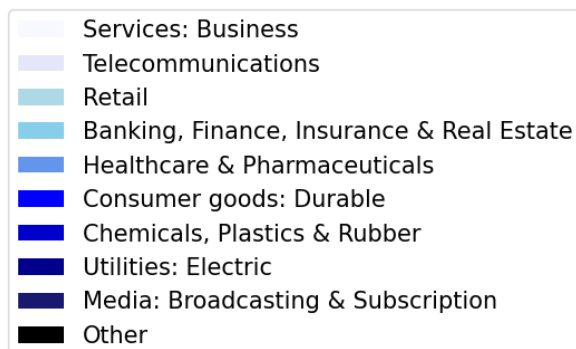 Services: Business
Telecommunications
Retail
Banking, Finance, Insurance & Real Estate
Healthcare & Pharmaceuticals
Consumer goods: Durable
Chemicals, Plastics & Rubber
Utilities: Electric
Media: Broadcasting & Subscription
Other